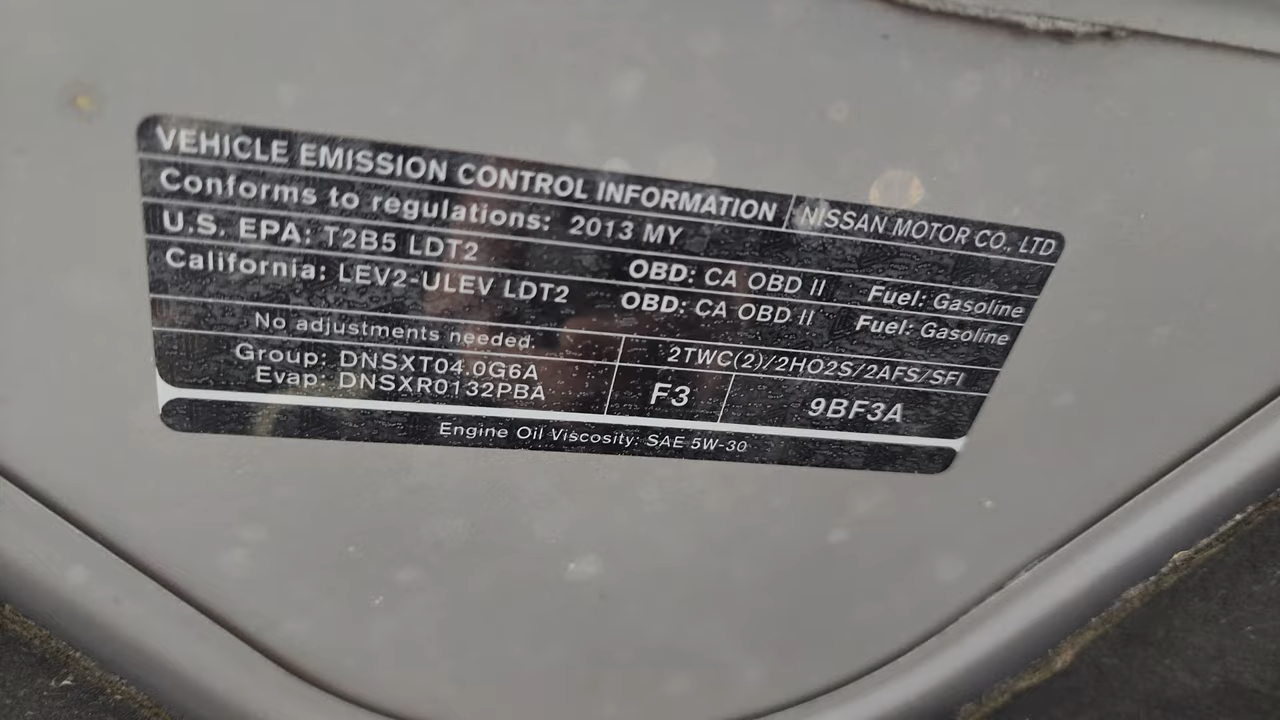 VEHICLE EMISSION CONTROL INFORMATION NISSAN MOTOR CO. LTD
Conforms to regulations: 2013 MY
U.S. EPA: T2B5 LDT2 OBD: CA OBD II Fuel: Gasoline
California: LEV2-ULEV LDT2 OBD: CA OBD II Fuel: Gasoline
No adjustments needed. 2TWC(2)/2HO2S/2AFS/SFI
Group: DNSXT04.0G6A F3 9BF3A
Evap: DNSXR0132PBA
Engine Oil Viscosity: SAE 5W-30